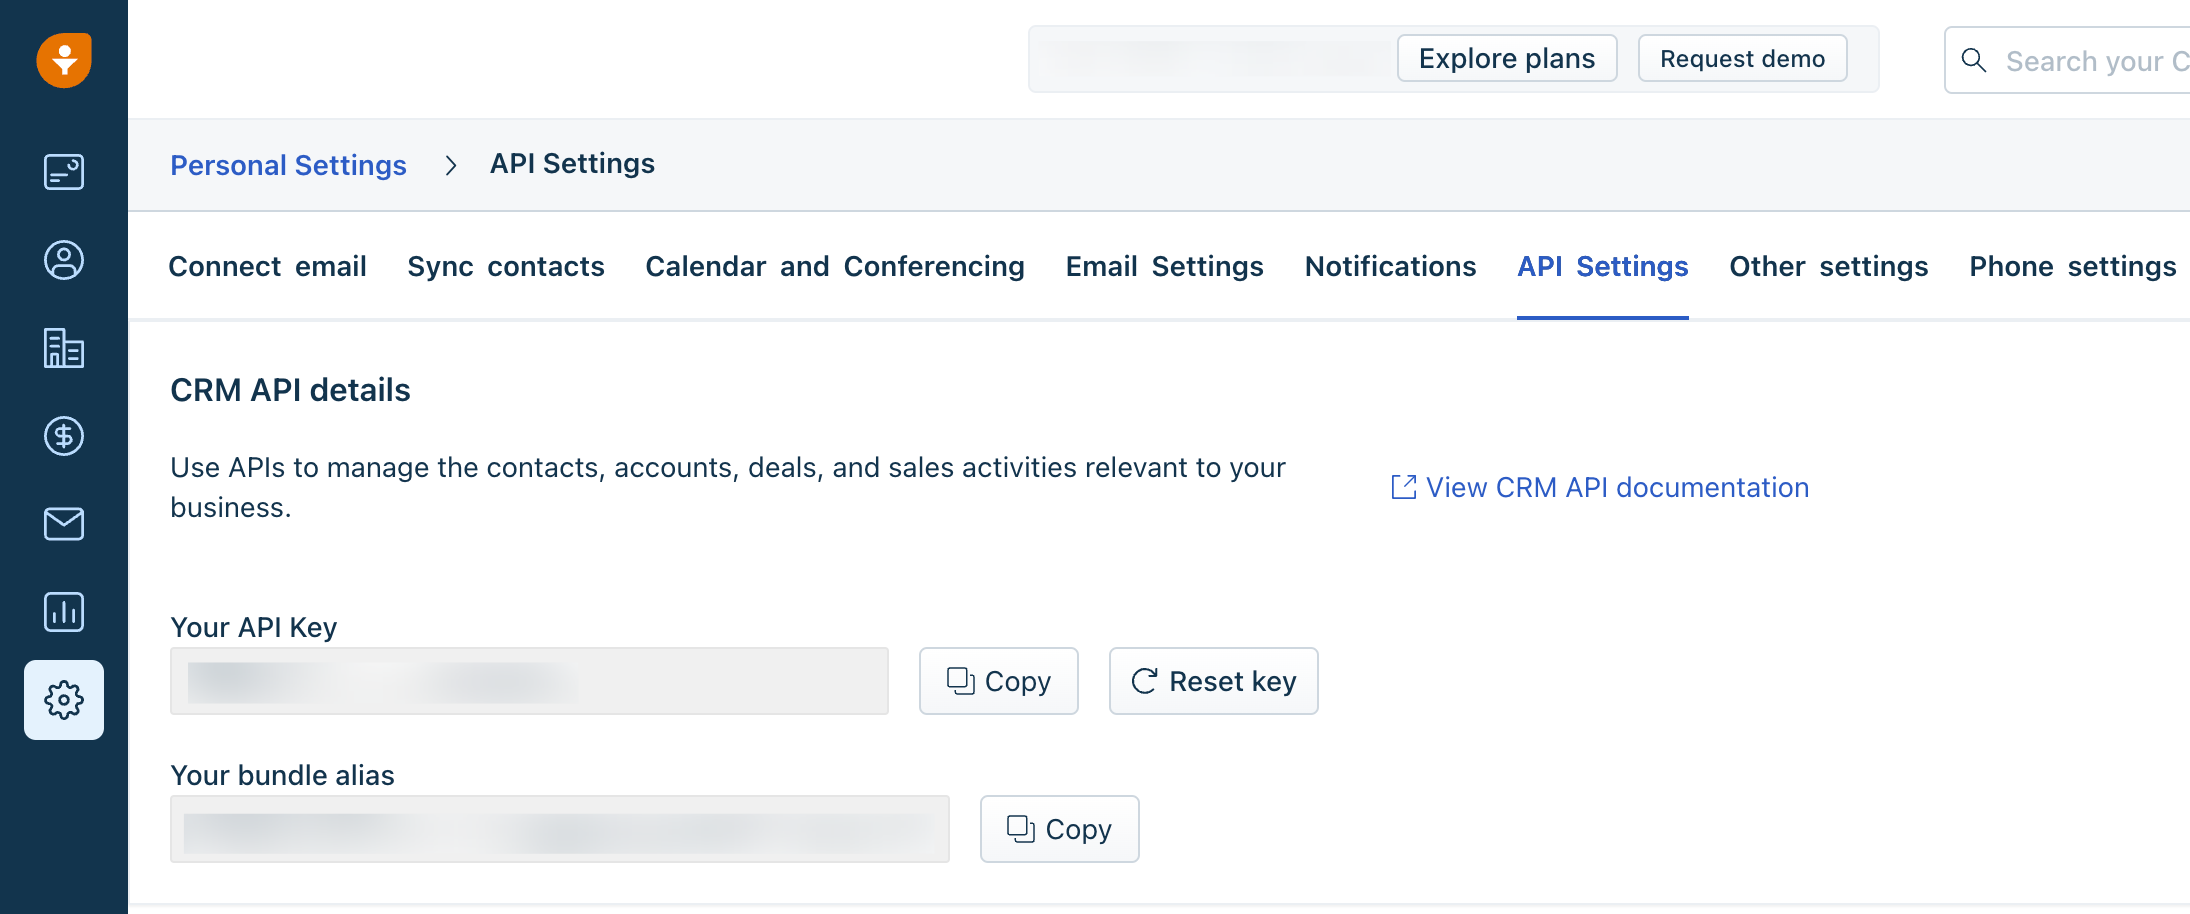 Explore plans
Request demo
Search your C
Personal Settings > API Settings
Connect email Sync contacts Calendar and Conferencing Email Settings Notifications API Settings Other settings Phone settings
CRM API details
Use APIs to manage the contacts, accounts, deals, and sales activities relevant to your
business.
View CRM API documentation
Your API Key
Copy
Reset key
Your bundle alias
Copy